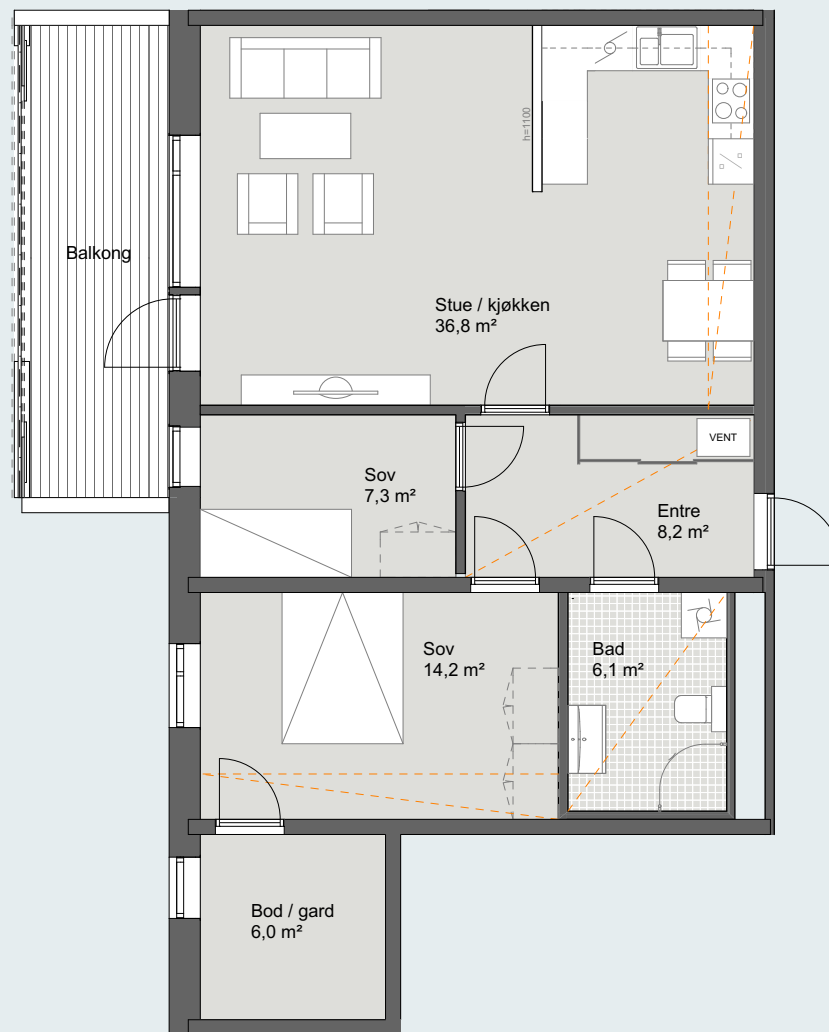 h=1100
Balkong
Stue / kjøkken
36,8 m²
VENT
Sov
7,3 m²
Entre
8,2 m²
Sov
14,2 m²
Bad
6,1 m²
Bod / gard
6,0 m²